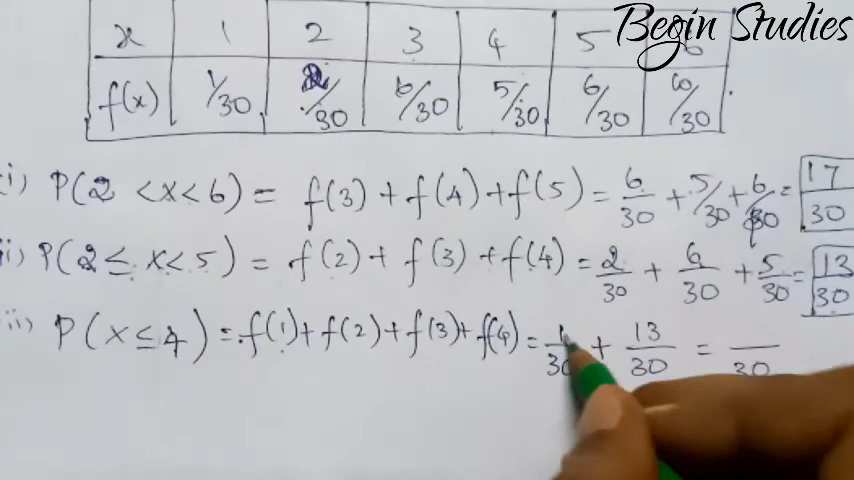 Begin Studies
x 1 2 3 4 5 6
f(x) 1/30 2/30 6/30 5/30 6/30 10/30
i) P(2 < x < 6) = f(3) + f(4) + f(5) = 6/30 + 5/30 + 6/30 = 17/30
ii) P(2 ≤ x < 5) = f(2) + f(3) + f(4) = 2/30 + 6/30 + 5/30 = 13/30
iii) P(x ≤ 4) = f(1) + f(2) + f(3) + f(4) = 1/30 + 13/30 = /30